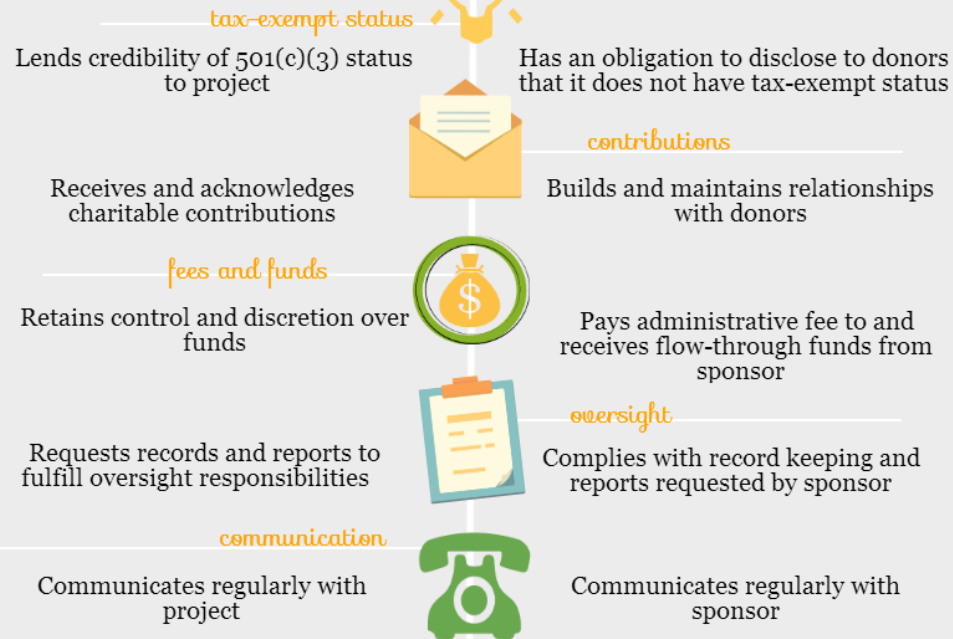 tax-exempt status
Lends credibility of 501(c)(3) status
to project
Has an obligation to disclose to donors
that it does not have tax-exempt status
contributions
Receives and acknowledges
charitable contributions
Builds and maintains relationships
with donors
fees and funds
$
Retains control and discretion over
funds
Pays administrative fee to and
receives flow-through funds from
sponsor
oversight
Requests records and reports to
fulfill oversight responsibilities
Complies with record keeping and
reports requested by sponsor
communication
Communicates regularly with
project
Communicates regularly with
sponsor